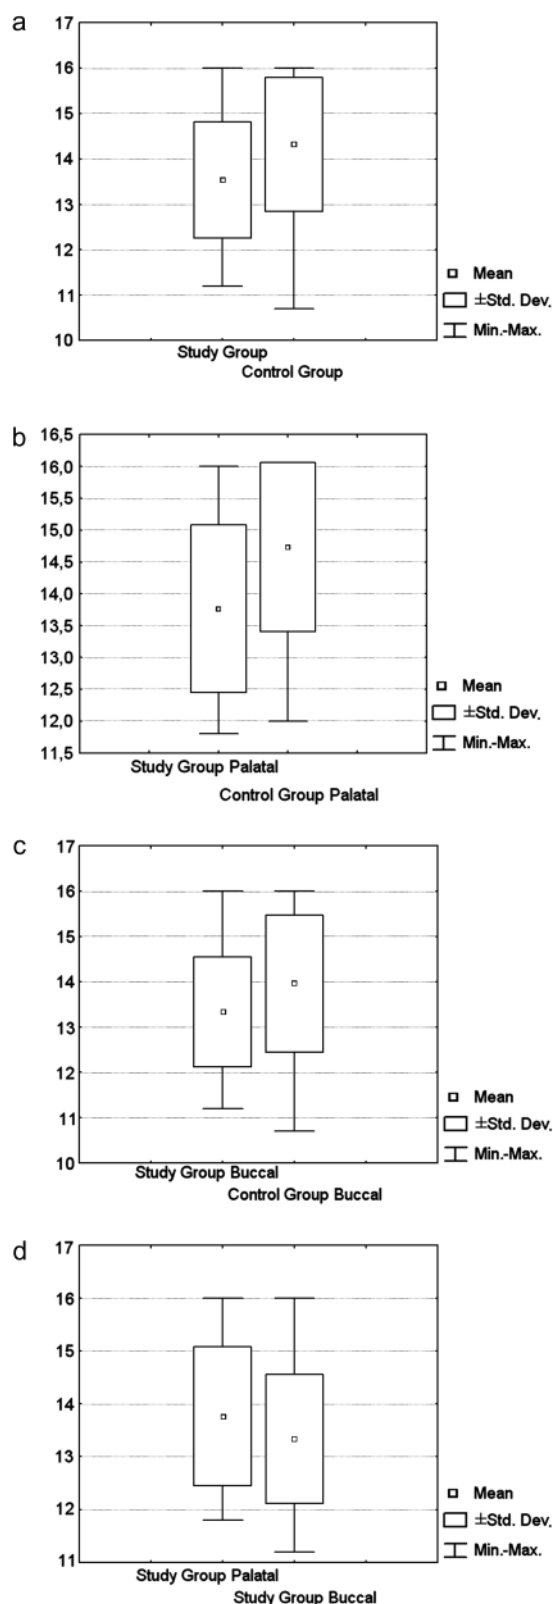 a
17
16
15
14
13
12
11
10
Mean
±Std. Dev.
Min.-Max.
Study Group
Control Group
b
16,5
16,0
15,5
15,0
14,5
14,0
13,5
13,0
12,5
12,0
11,5
Mean
±Std. Dev.
Min.-Max.
Study Group Palatal
Control Group Palatal
c
17
16
15
14
13
12
11
10
Mean
±Std. Dev.
Min.-Max.
Study Group Buccal
Control Group Buccal
d
17
16
15
14
13
12
11
Mean
±Std. Dev.
Min.-Max.
Study Group Palatal
Study Group Buccal